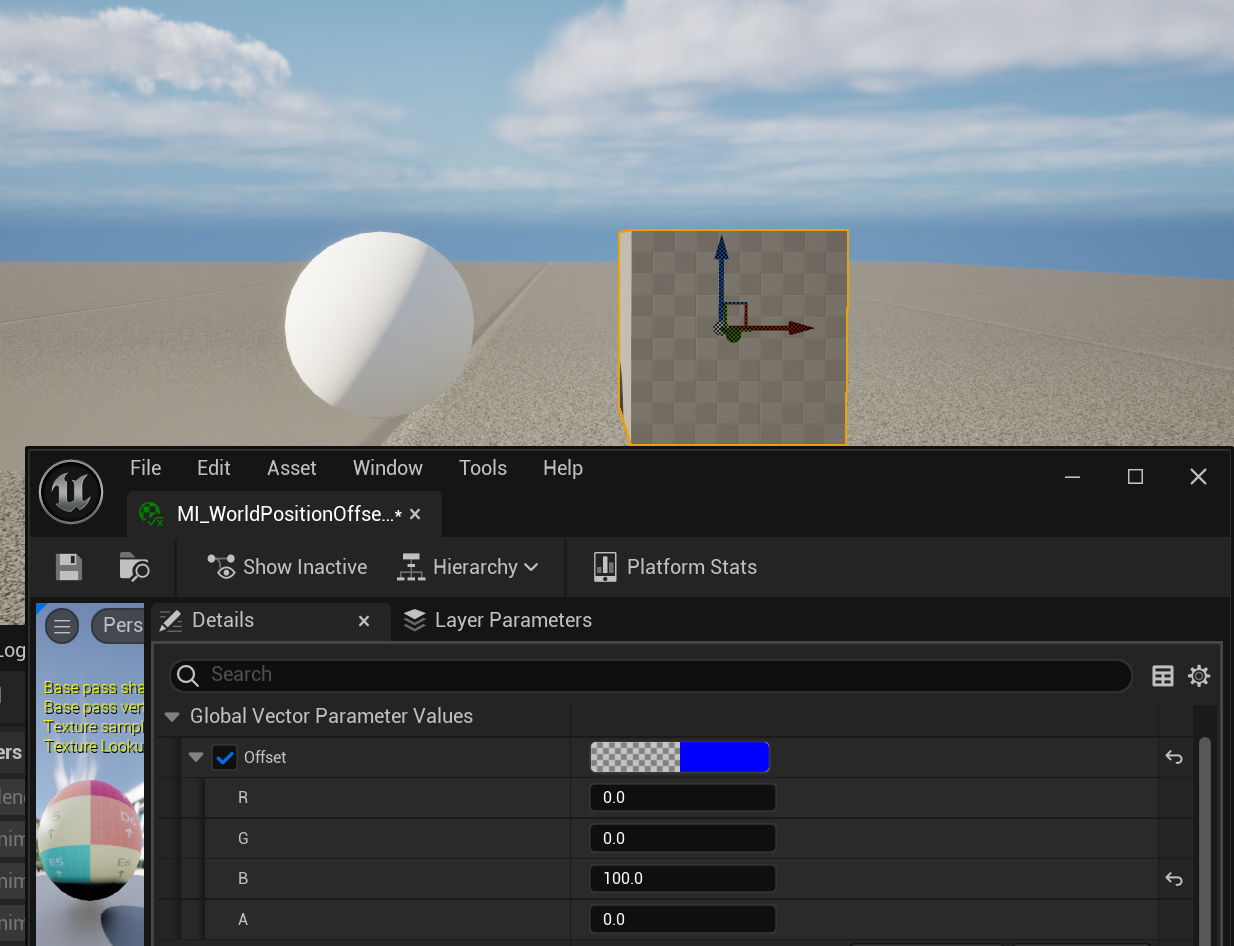 File Edit Asset Window Tools Help
MI_WorldPositionOffse...*
Show Inactive Hierarchy Platform Stats
Pers
Details Layer Parameters
Log
Search
Base pass sha
Base pass ver
Texture sampl
Texture Looku
Global Vector Parameter Values
Offset
R 0.0
G 0.0
B 100.0
A 0.0
E5
E6